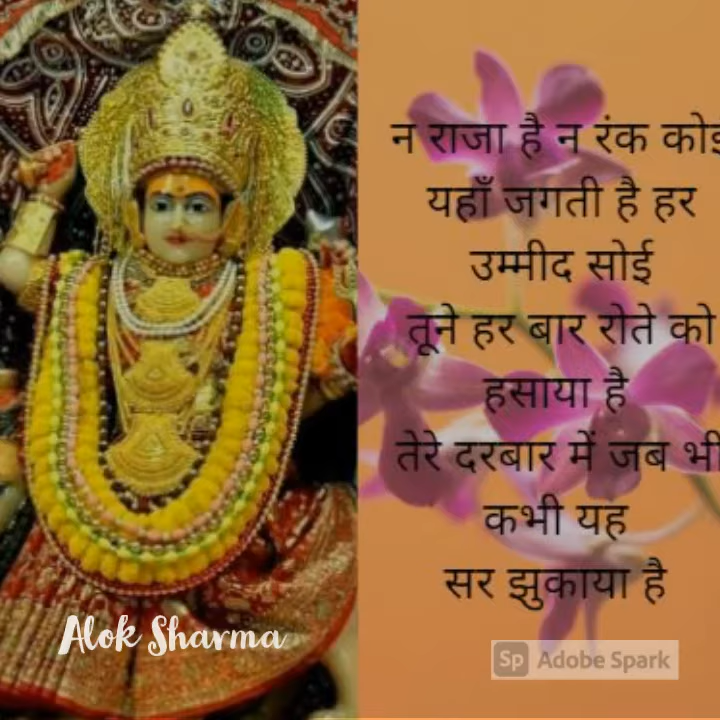 न राजा है न रंक कोइ
यहाँ जगती है हर
उम्मीद सोई
तूने हर बार रोते को
हसाया है
तेरे दरबार में जब भी
कभी यह
सर झुकाया है
Alok Sharma
Sp Adobe Spark